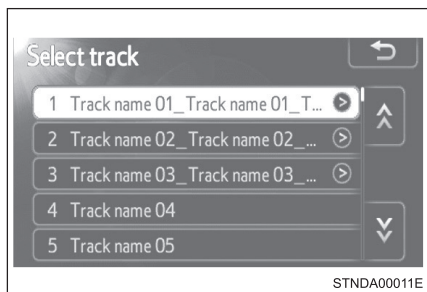 Select track
1 Track name 01_Track name 01_T...
2 Track name 02_Track name 02_...
3 Track name 03_Track name 03_...
4 Track name 04
5 Track name 05
STNDA00011E